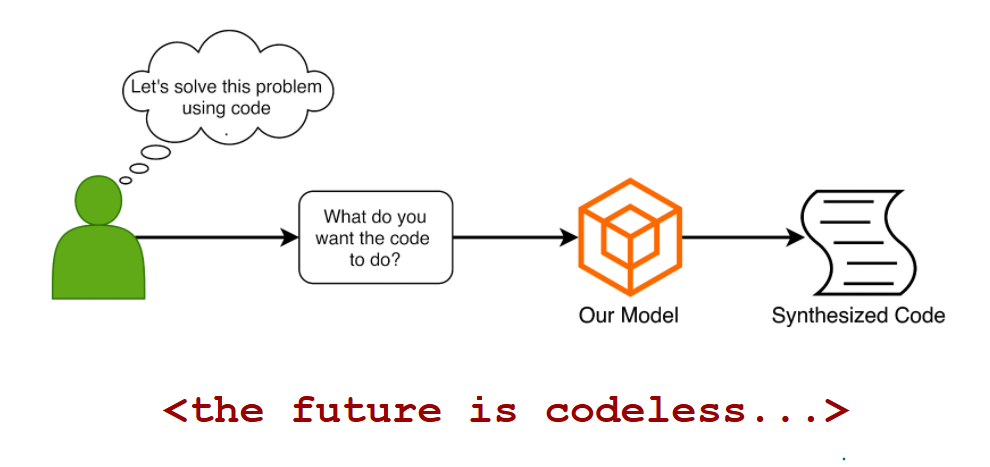 Let's solve this problem
using code
.
What do you
want the code
to do?
Our Model
Synthesized Code
<the future is codeless...>